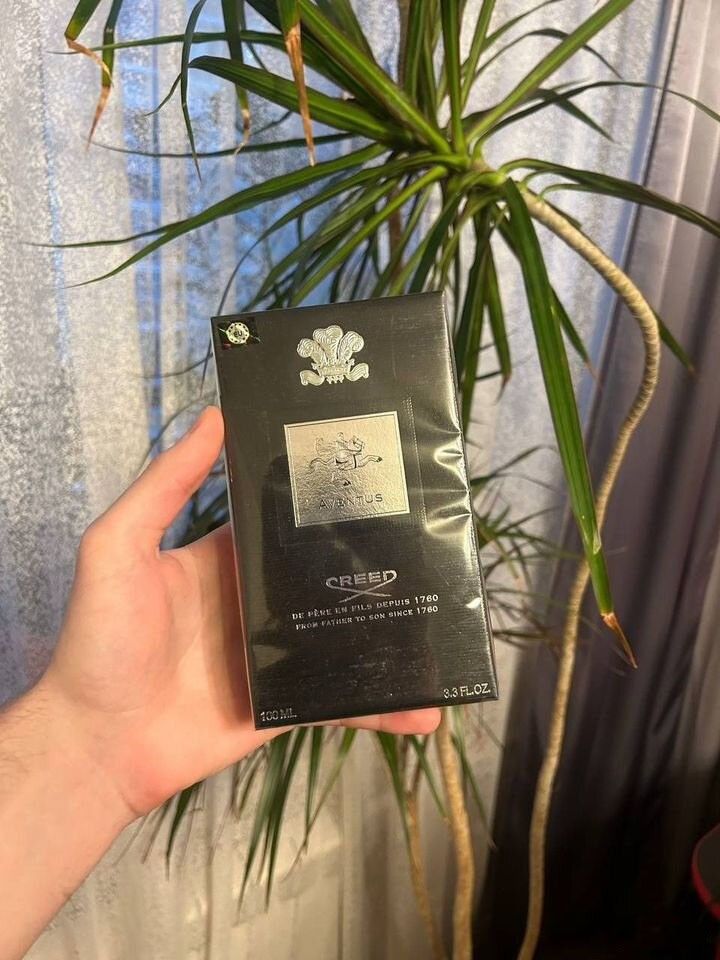 AVENTUS
CREED
DE PÈRE EN FILS DEPUIS 1760
FROM FATHER TO SON SINCE 1760
100 ML
3.3 FL.OZ.